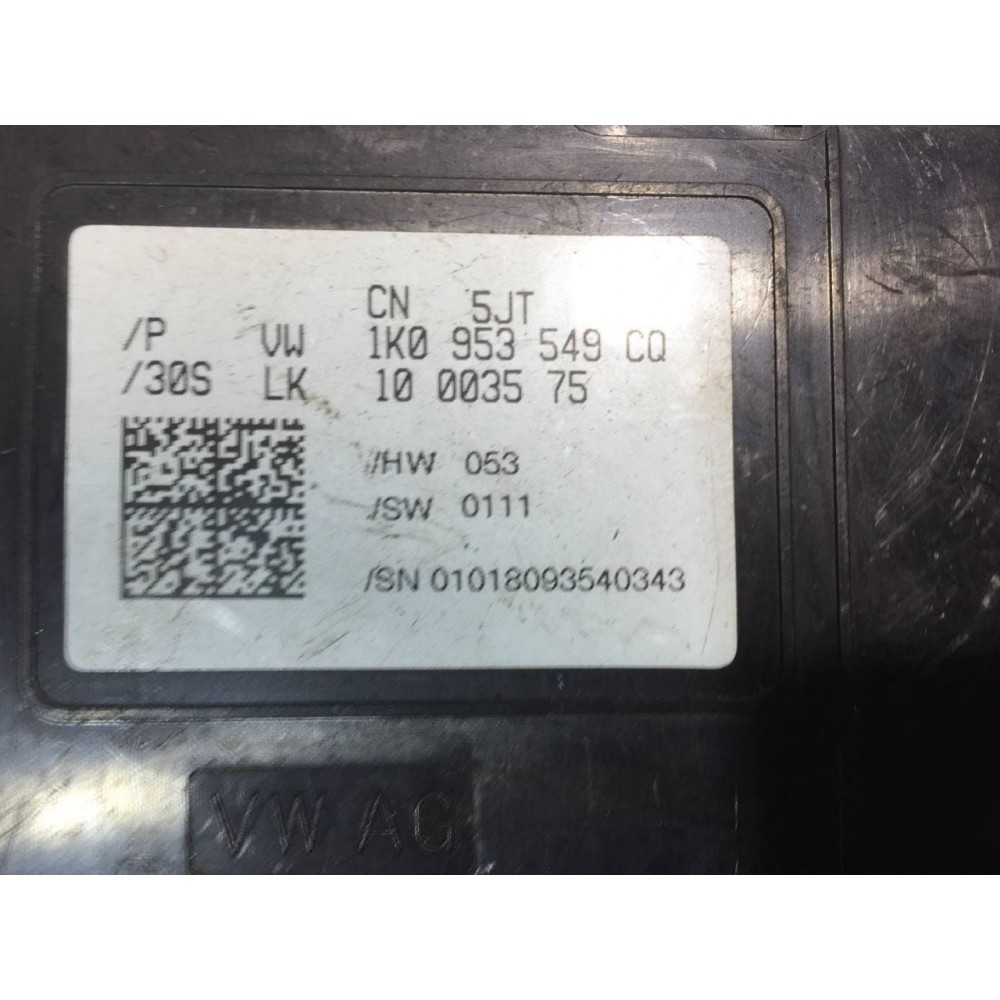 CN 5JT
/P VW 1K0 953 549 CQ
/30S LK 10 0035 75
/HW 053
/SW 0111
/SN 01018093540343
VW AG